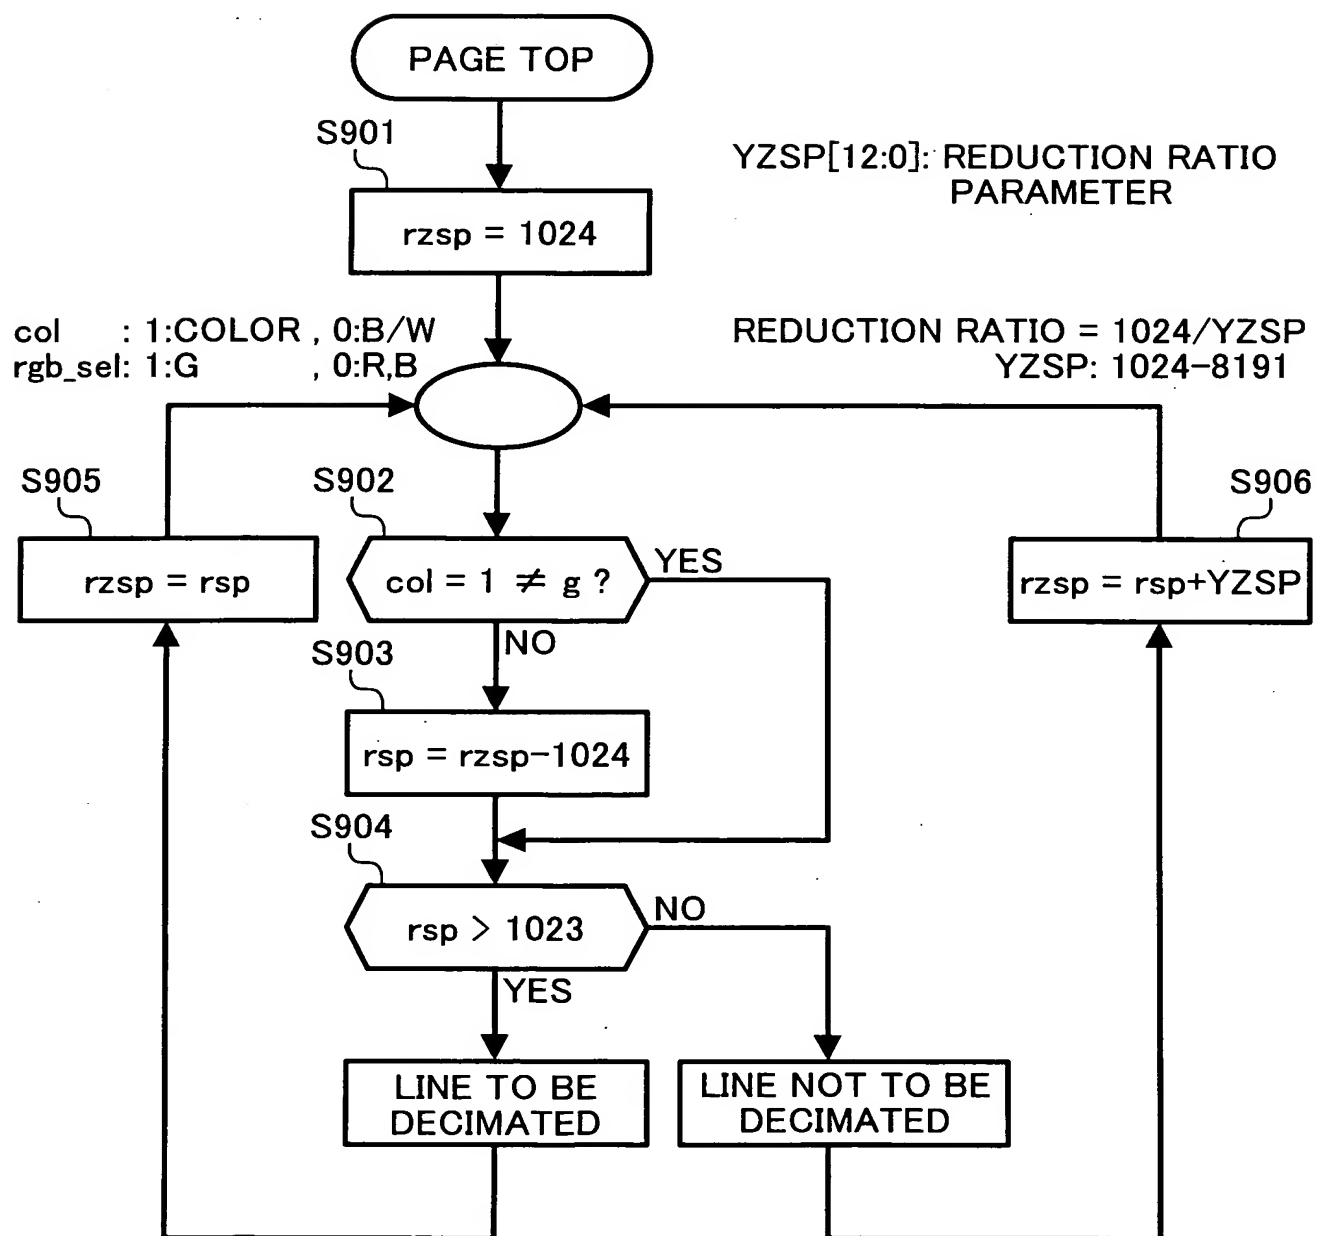 PAGE TOP
S901
YZSP[12:0]: REDUCTION RATIO
PARAMETER
rzsp = 1024
col : 1:COLOR , 0:B/W
rgb_sel: 1:G , 0:R,B
REDUCTION RATIO = 1024/YZSP
YZSP: 1024-8191
S905
S902
S906
rzsp = rsp
col = 1 ≠ g ?
YES
rzsp = rsp+YZSP
NO
S903
rsp = rzsp-1024
S904
rsp > 1023
NO
YES
LINE TO BE
DECIMATED
LINE NOT TO BE
DECIMATED